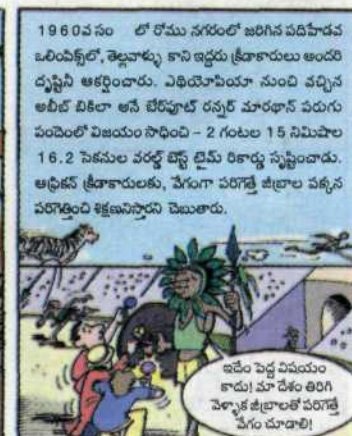 1960వ సం    లో రోము నగరంలో జరిగిన పదిహేడవ
ఒలింపిక్స్‌లో, తెల్లవాళ్ళు కాని ఇద్దరు క్రీడాకారులు అందరి
దృష్టినీ ఆకర్షించారు. ఎథియోపియా నుంచి వచ్చిన
అబీబ్ బికిలా అనే బేర్‌ఫూట్ రన్నర్ మారథాన్ పరుగు
పందెంలో విజయం సాధించి – 2 గంటల 15 నిమిషాల
16.2 సెకనుల వరల్డ్ బెస్ట్ టైమ్ రికార్డు సృష్టించాడు.
ఆఫ్రికన్ క్రీడాకారులకు, వేగంగా పరిగెత్తే జీబ్రాల పక్కన
పరిగెత్తించి శిక్షణనిస్తారని చెబుతారు.
ఇదేం పెద్ద విషయం
కాదు! మా దేశం తిరిగి
వెళ్ళాక జీబ్రాలతో పరిగెత్తే
వేగం చూడాలి!